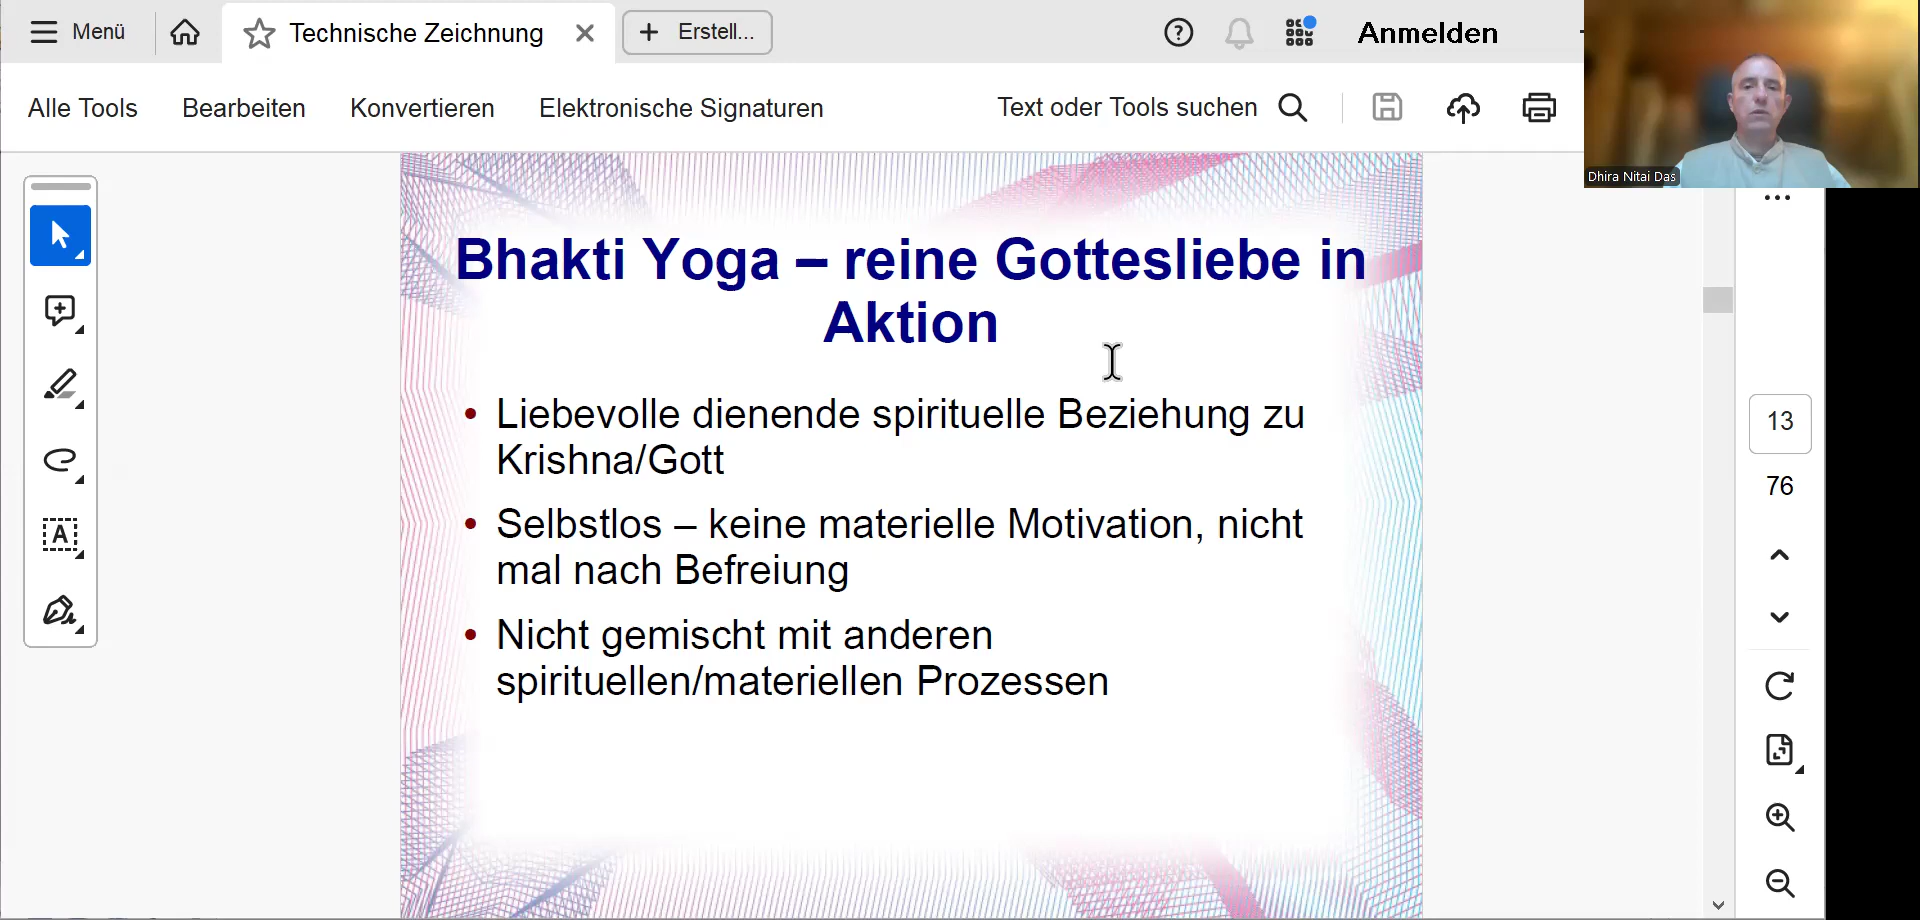 Menü
Technische Zeichnung
Erstell...
Anmelden
Alle Tools
Bearbeiten
Konvertieren
Elektronische Signaturen
Text oder Tools suchen
Dhira Nitai Das
Bhakti Yoga – reine Gottesliebe in
Aktion
• Liebevolle dienende spirituelle Beziehung zu
Krishna/Gott
• Selbstlos – keine materielle Motivation, nicht
mal nach Befreiung
• Nicht gemischt mit anderen
spirituellen/materiellen Prozessen
13
76